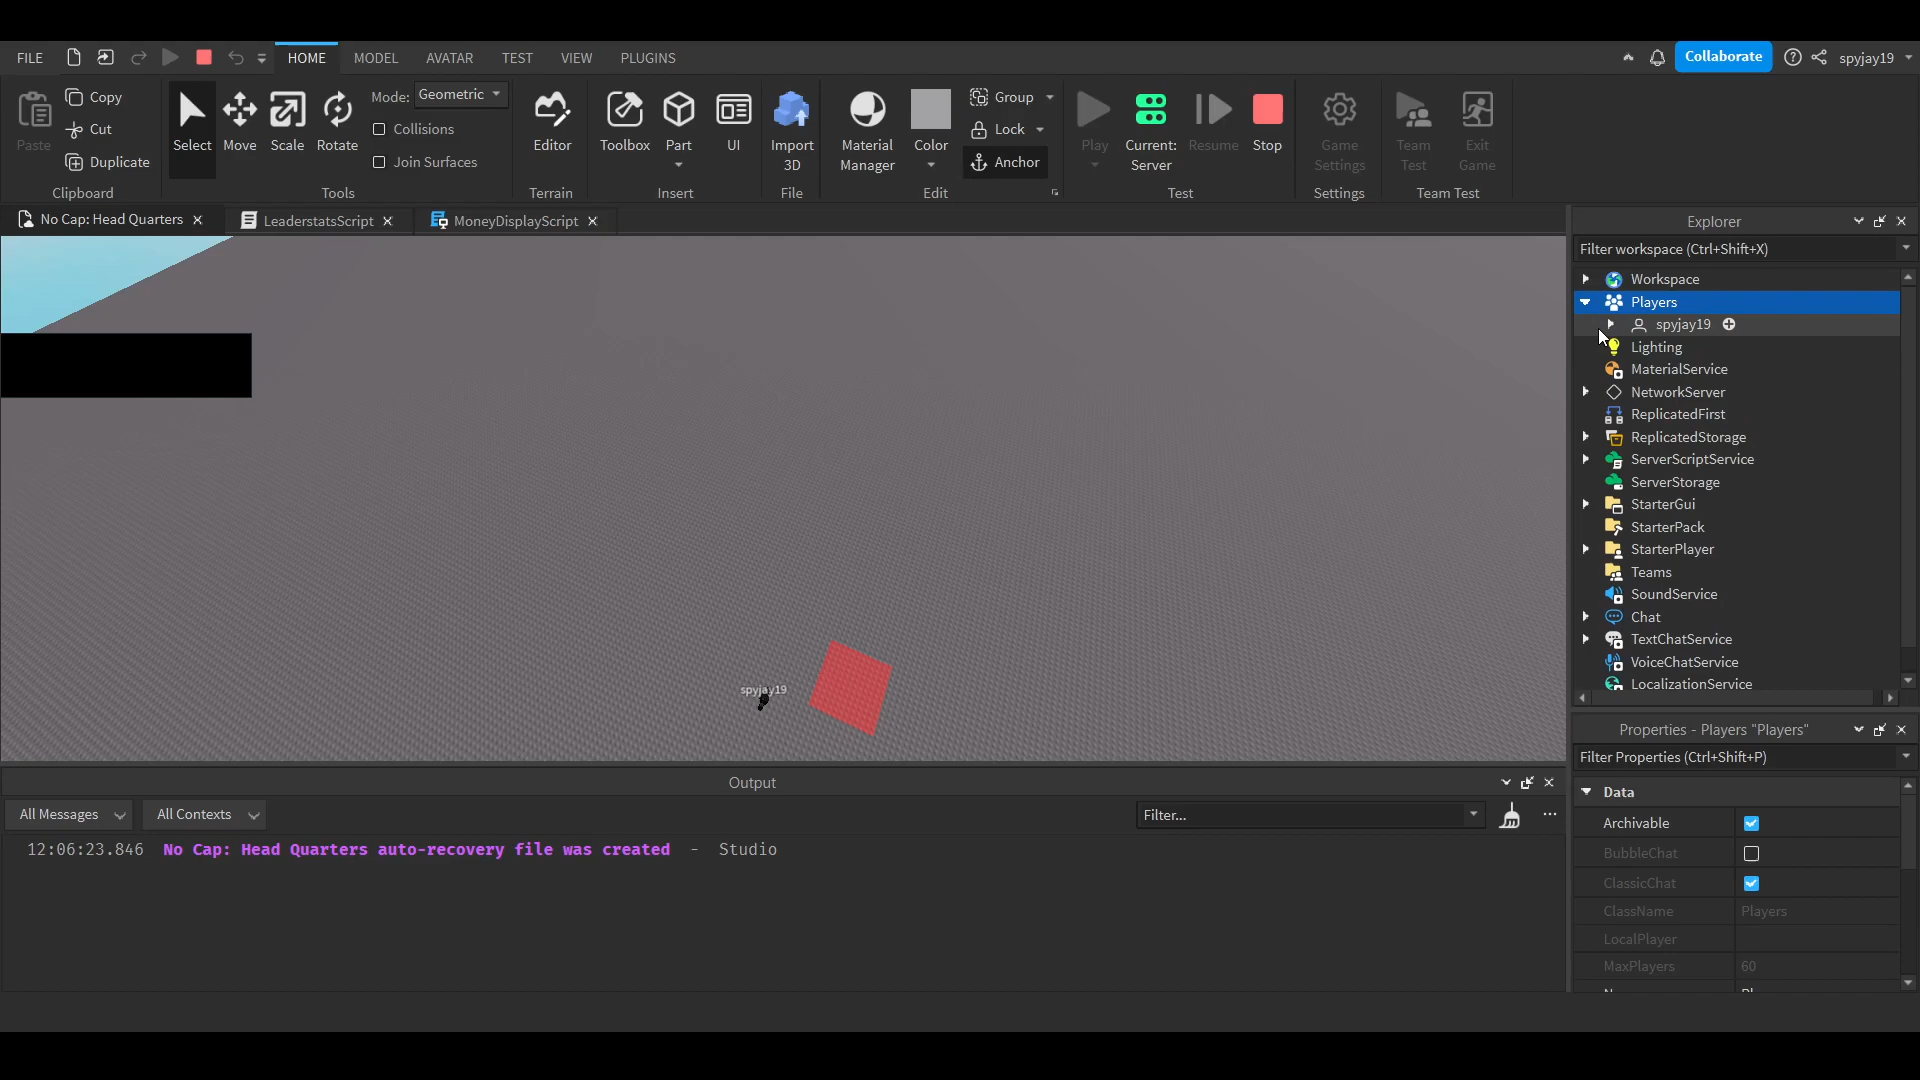 FILE
HOME
MODEL
AVATAR
TEST
VIEW
PLUGINS
Collaborate
spyjay19
Paste
Copy
Cut
Duplicate
Clipboard
Select
Move
Scale
Rotate
Mode: Geometric
Collisions
Join Surfaces
Tools
Editor
Terrain
Toolbox
Part
UI
Insert
Import
3D
File
Material
Manager
Color
Group
Lock
Anchor
Edit
Play
Current:
Server
Resume
Stop
Test
Game
Settings
Settings
Team
Test
Exit
Game
Team Test
No Cap: Head Quarters
LeaderstatsScript
MoneyDisplayScript
spyjay19
Output
All Messages
All Contexts
Filter...
12:06:23.846 No Cap: Head Quarters auto-recovery file was created - Studio
Explorer
Filter workspace (Ctrl+Shift+X)
Workspace
Players
spyjay19
Lighting
MaterialService
NetworkServer
ReplicatedFirst
ReplicatedStorage
ServerScriptService
ServerStorage
StarterGui
StarterPack
StarterPlayer
Teams
SoundService
Chat
TextChatService
VoiceChatService
LocalizationService
Properties - Players "Players"
Filter Properties (Ctrl+Shift+P)
Data
Archivable
BubbleChat
ClassicChat
ClassName Players
LocalPlayer
MaxPlayers 60